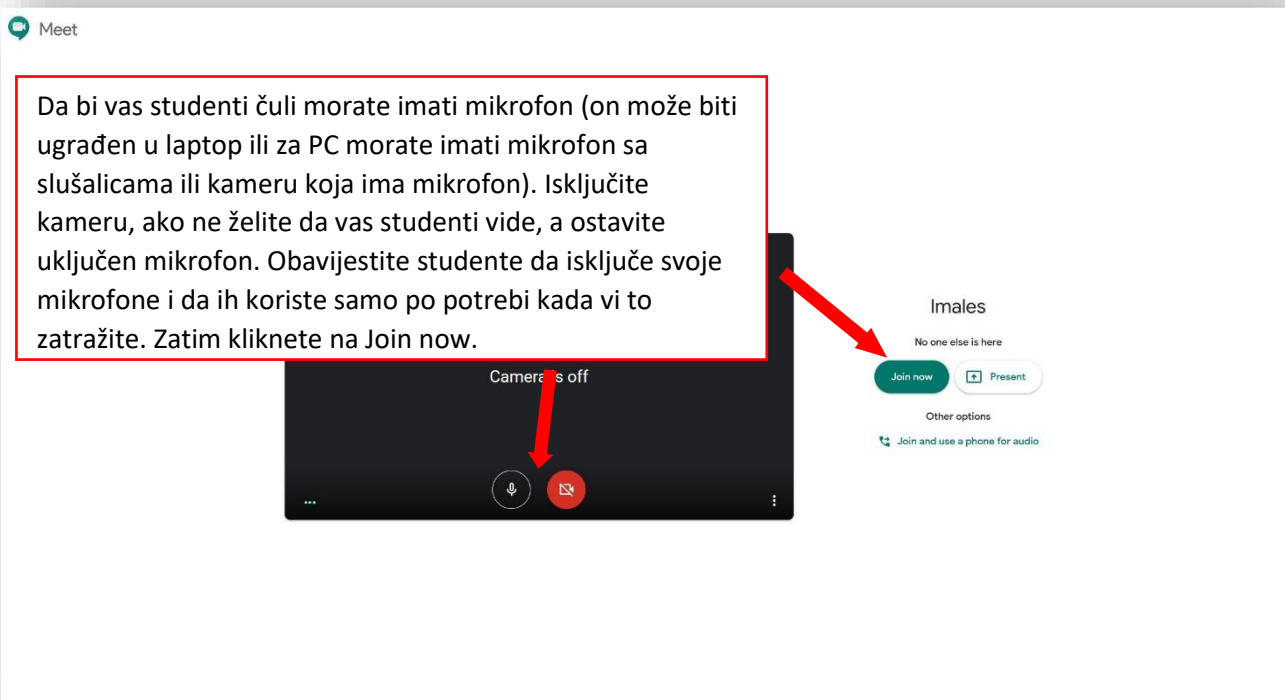 Meet
Da bi vas studenti čuli morate imati mikrofon (on može biti
ugrađen u laptop ili za PC morate imati mikrofon sa
slušalicama ili kameru koja ima mikrofon). Isključite
kameru, ako ne želite da vas studenti vide, a ostavite
uključen mikrofon. Obavijestite studente da isključe svoje
mikrofone i da ih koriste samo po potrebi kada vi to
zatražite. Zatim kliknete na Join now.
Camera is off
Imales
No one else is here
Join now
Present
Other options
Join and use a phone for audio